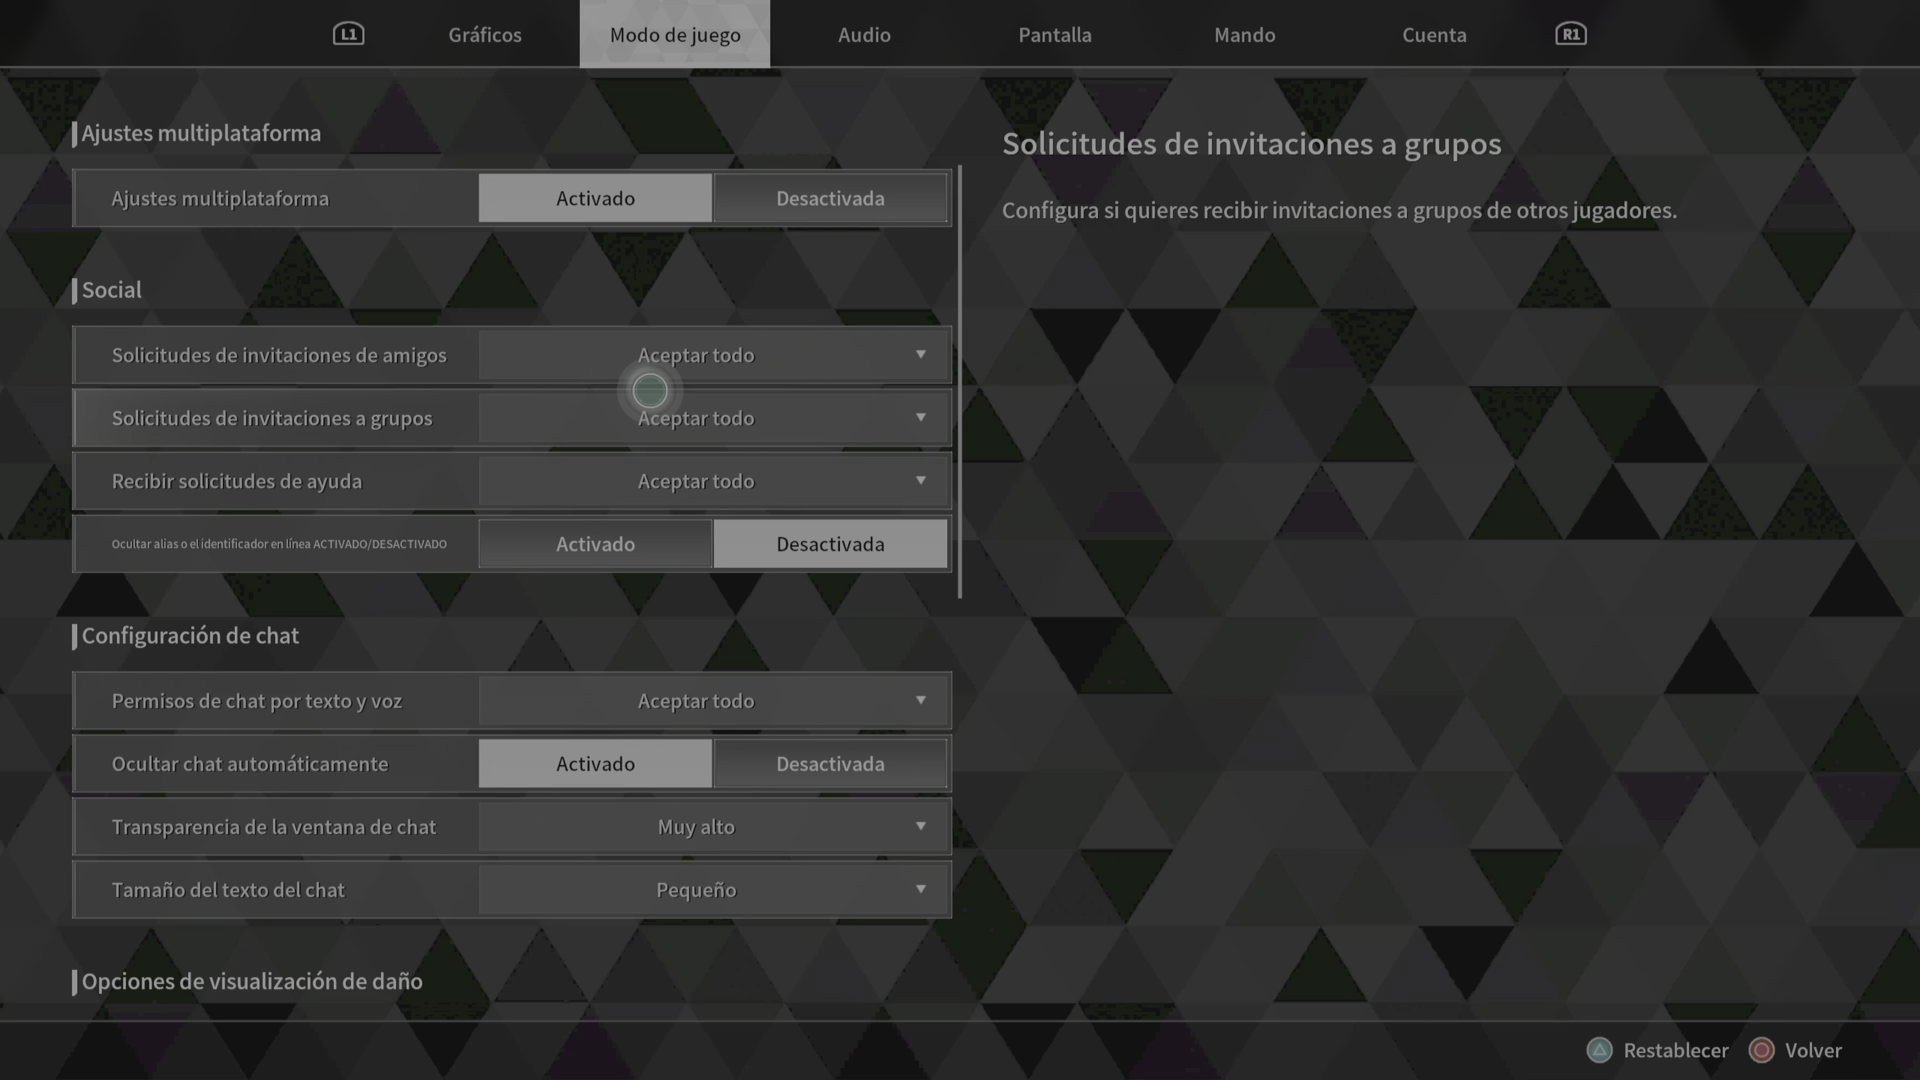 L1 Gráficos Modo de juego Audio Pantalla Mando Cuenta R1
Ajustes multiplataforma
Ajustes multiplataforma Activado Desactivada
Social
Solicitudes de invitaciones de amigos Aceptar todo
Solicitudes de invitaciones a grupos Aceptar todo
Recibir solicitudes de ayuda Aceptar todo
Ocultar alias o el identificador en línea ACTIVADO/DESACTIVADO Activado Desactivada
Configuración de chat
Permisos de chat por texto y voz Aceptar todo
Ocultar chat automáticamente Activado Desactivada
Transparencia de la ventana de chat Muy alto
Tamaño del texto del chat Pequeño
Opciones de visualización de daño
Solicitudes de invitaciones a grupos
Configura si quieres recibir invitaciones a grupos de otros jugadores.
Restablecer Volver